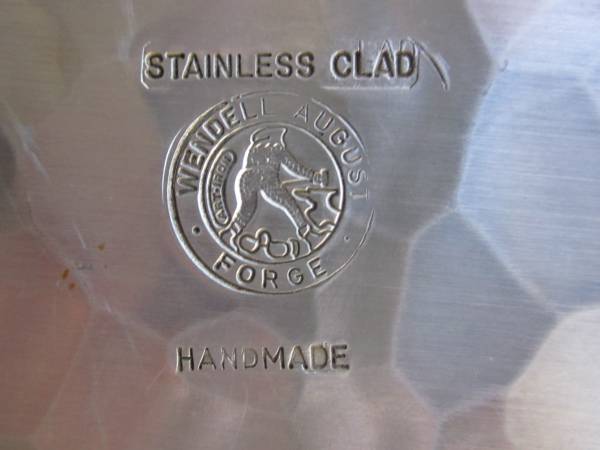 STAINLESS CLAD
WENDELL AUGUST
FORGE
HANDMADE